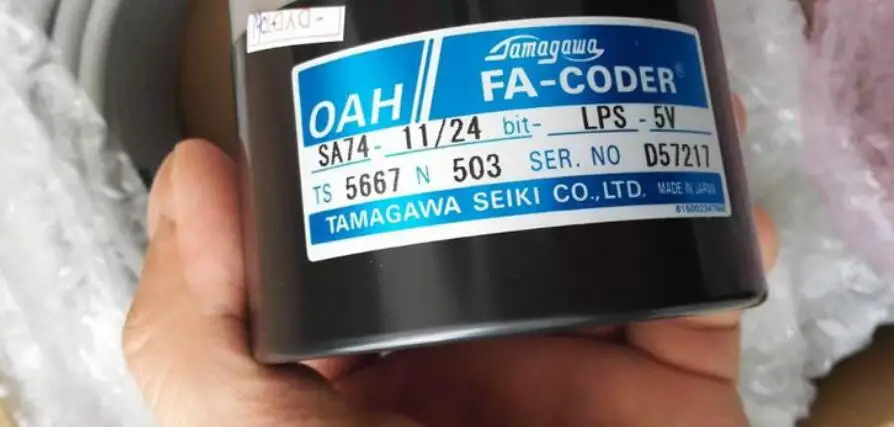 Tamagawa
OAH FA-CODER®
SA74- 11/24 bit- LPS -5V
TS 5667 N 503 SER. NO D57217
TAMAGAWA SEIKI CO.,LTD. MADE IN JAPAN